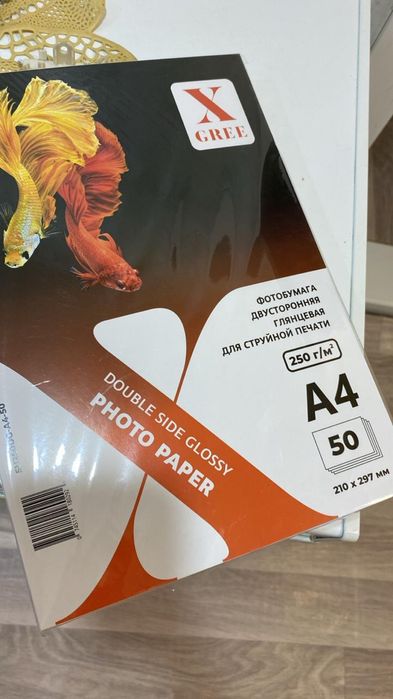 X
GREE
ФОТОБУМАГА
ДВУСТОРОННЯЯ
ГЛЯНЦЕВАЯ
ДЛЯ СТРУЙНОЙ ПЕЧАТИ
250 г/м²
A4
50
210 x 297 мм
DOUBLE SIDE GLOSSY
PHOTO PAPER